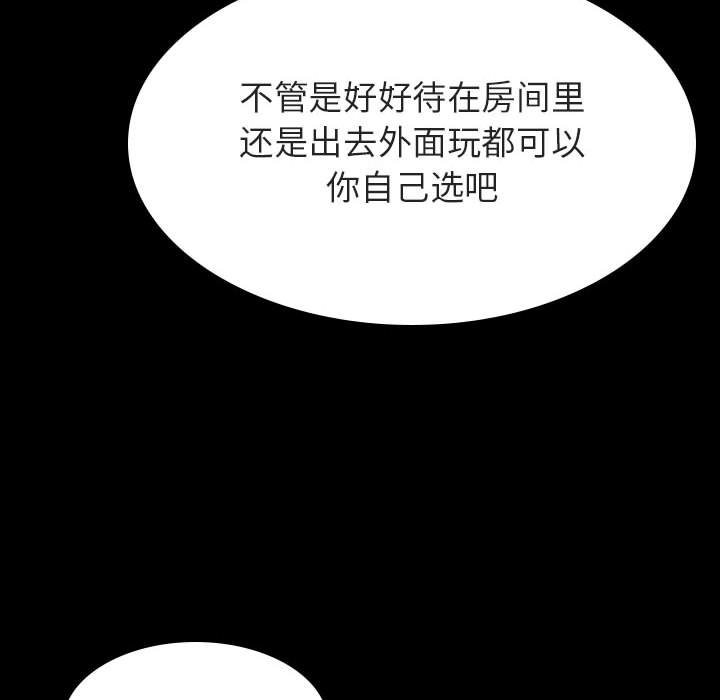 不管是好好待在房间里
还是出去外面玩都可以
你自己选吧